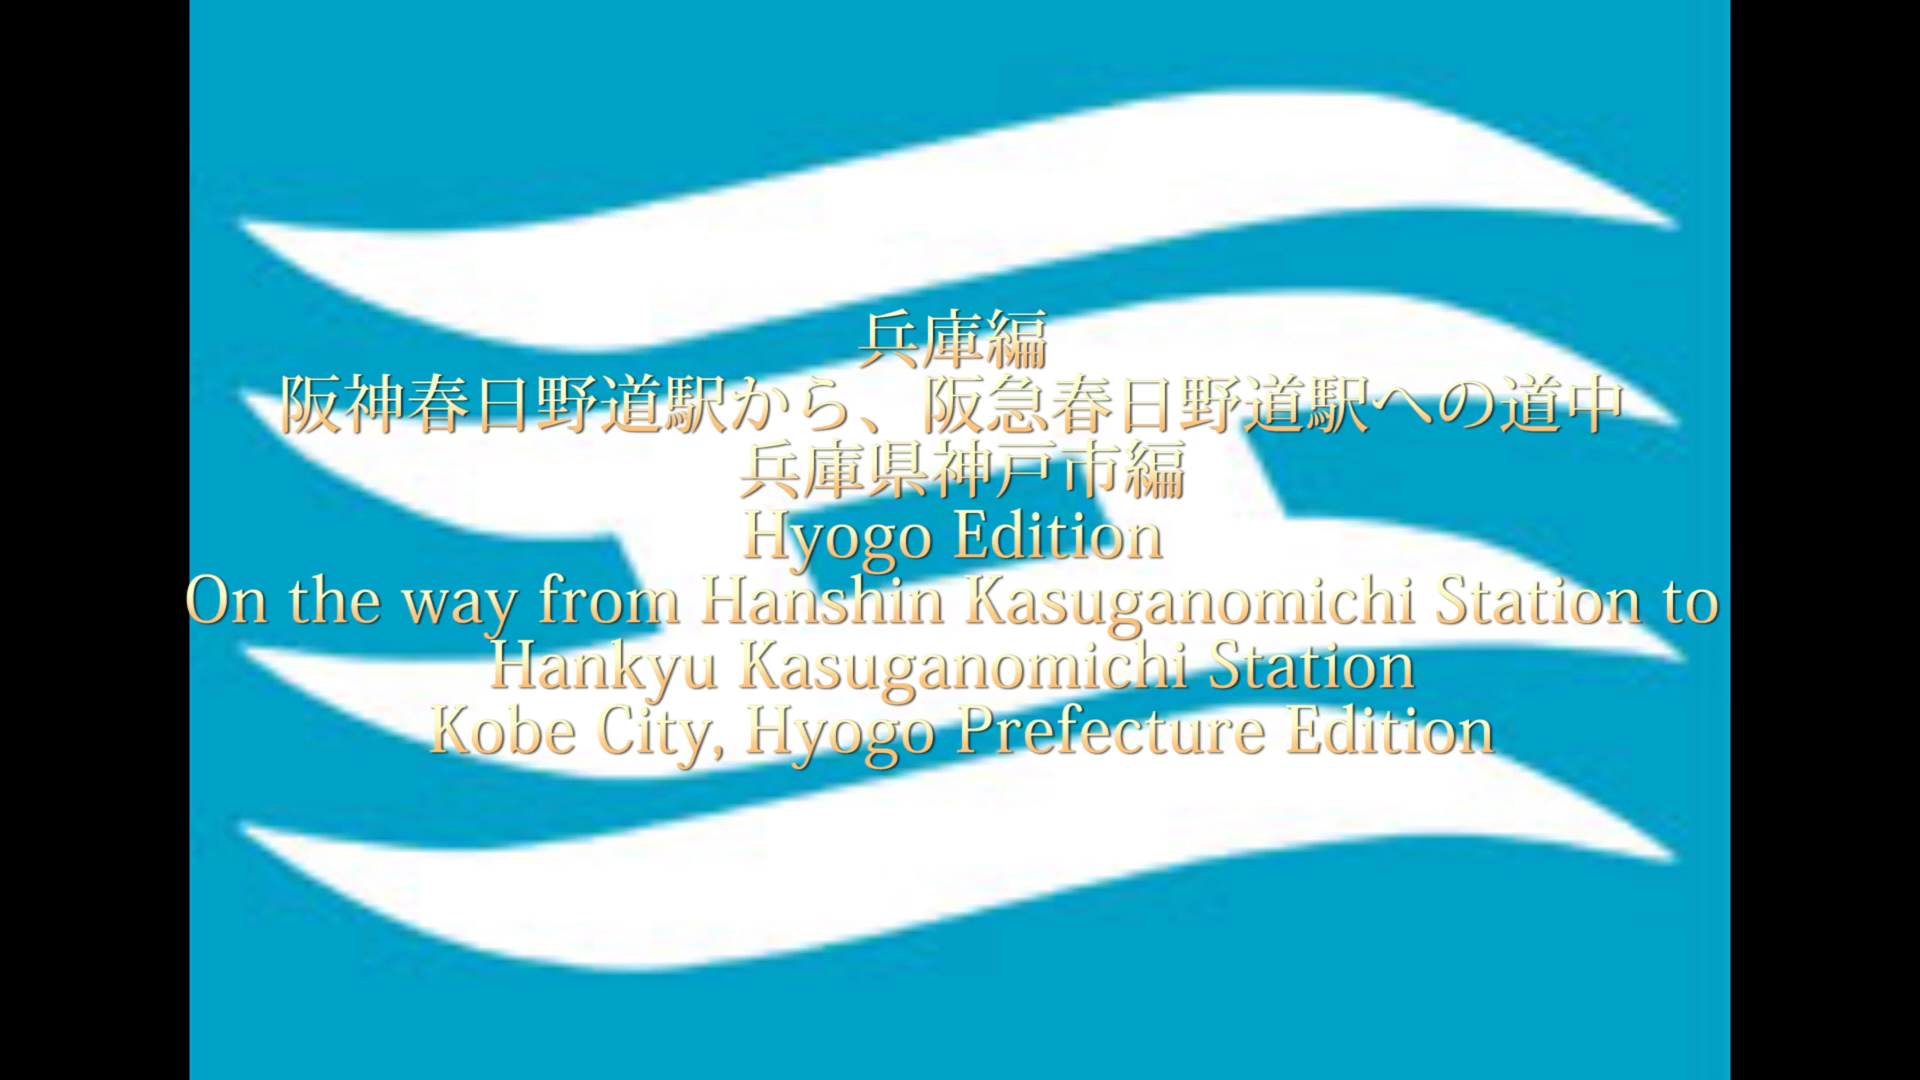 兵庫編
阪神春日野道駅から、阪急春日野道駅への道中
兵庫県神戸市編
Hyogo Edition
On the way from Hanshin Kasuganomichi Station to
Hankyu Kasuganomichi Station
Kobe City, Hyogo Prefecture Edition